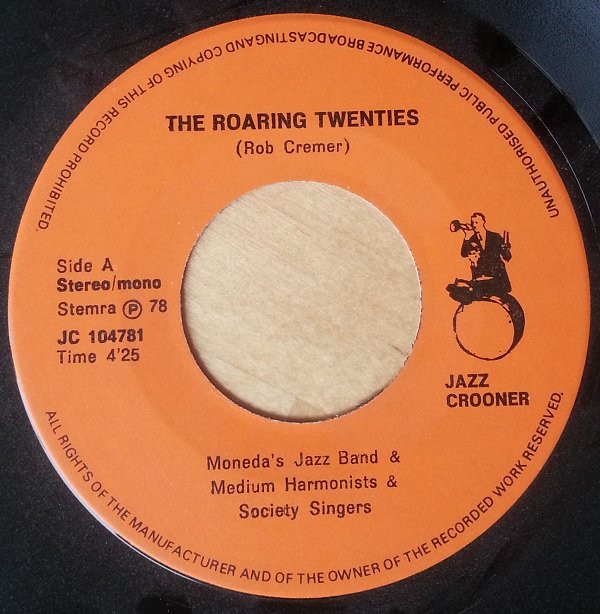 UNAUTHORISED PUBLIC PERFORMANCE BROADCASTINGAND COPYING OF THIS RECORD PROHIBITED.
THE ROARING TWENTIES
(Rob Cremer)
Side A
Stereo/mono
Stemra Ⓟ 78
JC 104781
Time 4'25
JAZZ
CROONER
Moneda's Jazz Band &
Medium Harmonists &
Society Singers
ALL RIGHTS OF THE MANUFACTURER AND OF THE OWNER OF THE RECORDED WORK RESERVED.